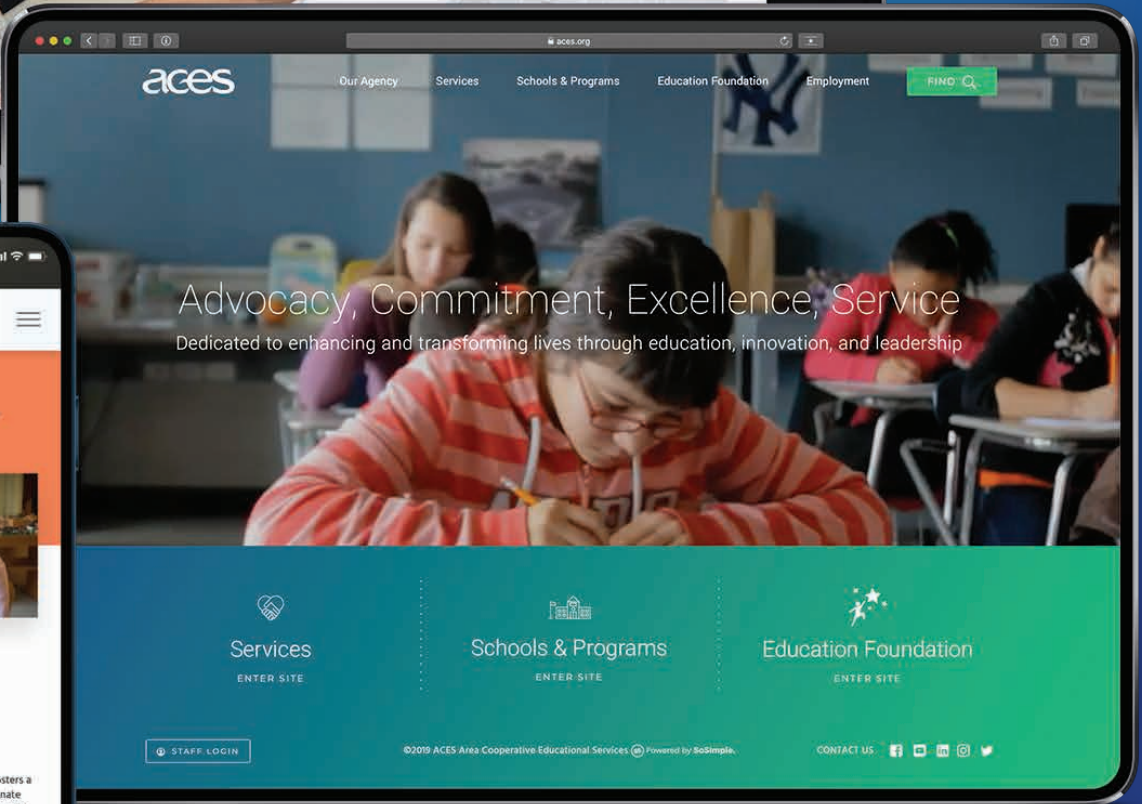 aces.org
aces
Our Agency Services Schools & Programs Education Foundation Employment FIND
Advocacy, Commitment, Excellence, Service
Dedicated to enhancing and transforming lives through education, innovation, and leadership
Services Schools & Programs Education Foundation
ENTER SITE ENTER SITE ENTER SITE
STAFF LOGIN ©2019 ACES Area Cooperative Educational Services Powered by SoSimple. CONTACT US